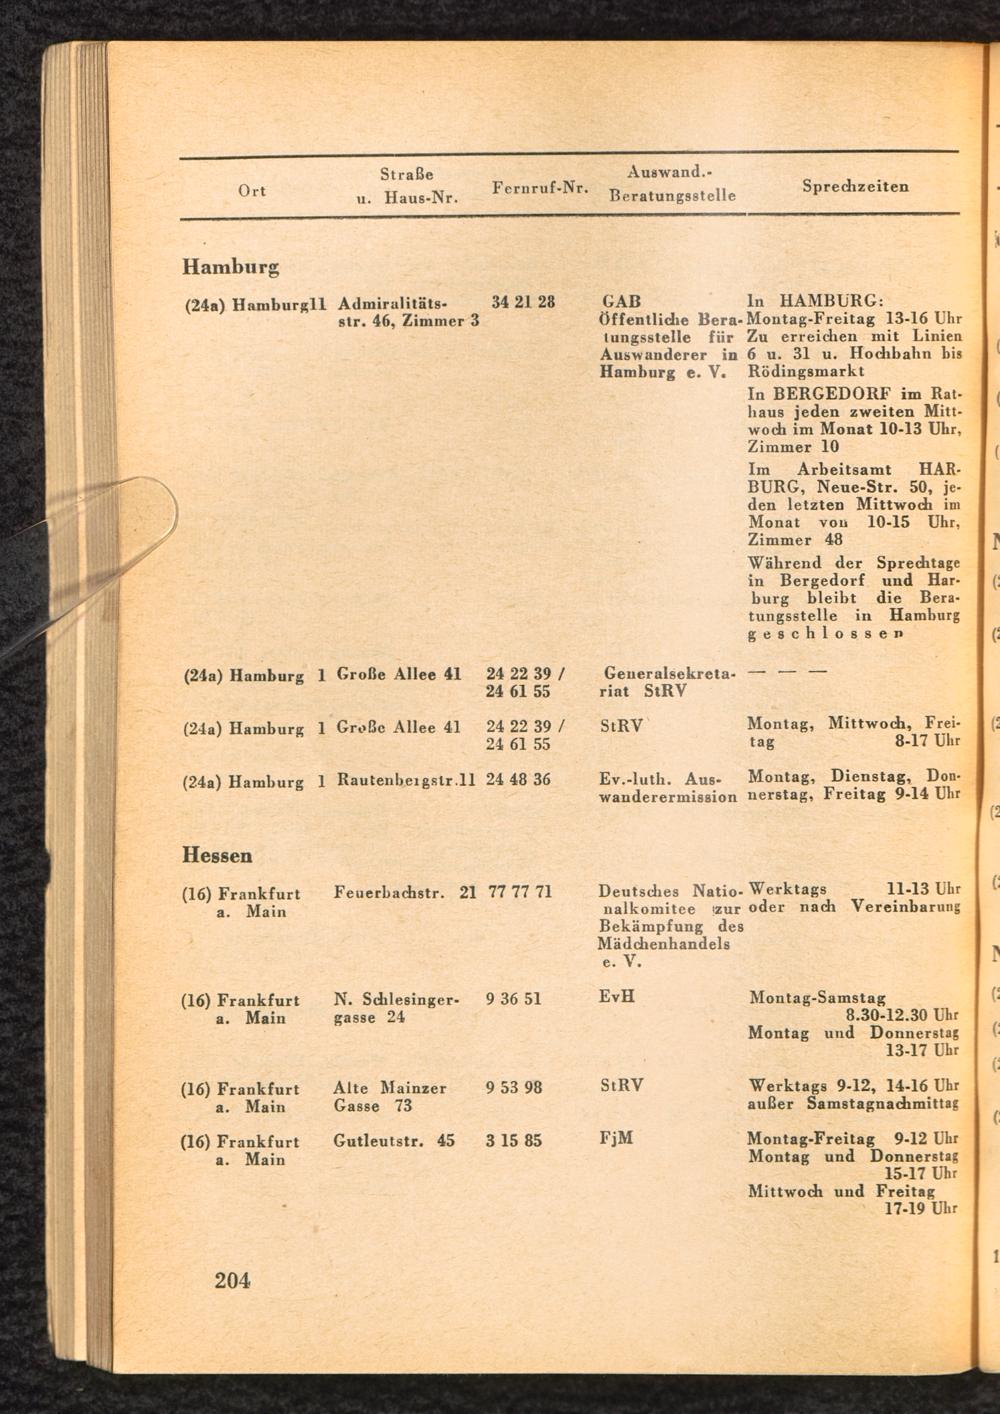 Ort
Straße
u. Haus-Nr.
Fernruf-Nr.
Auswand.-
Beratungsstelle
Sprechzeiten
Hamburg
(24a) Hamburg11 Admiralitäts-
str. 46, Zimmer 3
34 21 28
GAB
Öffentliche Bera-
tungsstelle für
Auswanderer in
Hamburg e. V.
In HAMBURG:
Montag-Freitag 13-16 Uhr
Zu erreichen mit Linien
6 u. 31 u. Hochbahn bis
Rödingsmarkt
In BERGEDORF im Rat-
haus jeden zweiten Mitt-
woch im Monat 10-13 Uhr,
Zimmer 10
Im Arbeitsamt HAR-
BURG, Neue-Str. 50, je-
den letzten Mittwoch im
Monat von 10-15 Uhr,
Zimmer 48
Während der Sprechtage
in Bergedorf und Har-
burg bleibt die Bera-
tungsstelle in Hamburg
geschlossen
(24a) Hamburg 1 Große Allee 41
24 22 39 /
24 61 55
Generalsekreta-
riat StRV
— — —
(24a) Hamburg 1 Große Allee 41
24 22 39 /
24 61 55
StRV
Montag, Mittwoch, Frei-
tag 8-17 Uhr
(24a) Hamburg 1 Rautenbergstr.11 24 48 36
Ev.-luth. Aus-
wanderermission
Montag, Dienstag, Don-
nerstag, Freitag 9-14 Uhr
Hessen
(16) Frankfurt
a. Main
Feuerbachstr. 21 77 77 71
Deutsches Natio-
nalkomitee zur
Bekämpfung des
Mädchenhandels
e. V.
Werktags 11-13 Uhr
oder nach Vereinbarung
(16) Frankfurt
a. Main
N. Schlesinger-
gasse 24
9 36 51
EvH
Montag-Samstag
8.30-12.30 Uhr
Montag und Donnerstag
13-17 Uhr
(16) Frankfurt
a. Main
Alte Mainzer
Gasse 73
9 53 98
StRV
Werktags 9-12, 14-16 Uhr
außer Samstagnachmittag
(16) Frankfurt
a. Main
Gutleutstr. 45
3 15 85
FjM
Montag-Freitag 9-12 Uhr
Montag und Donnerstag
15-17 Uhr
Mittwoch und Freitag
17-19 Uhr
204